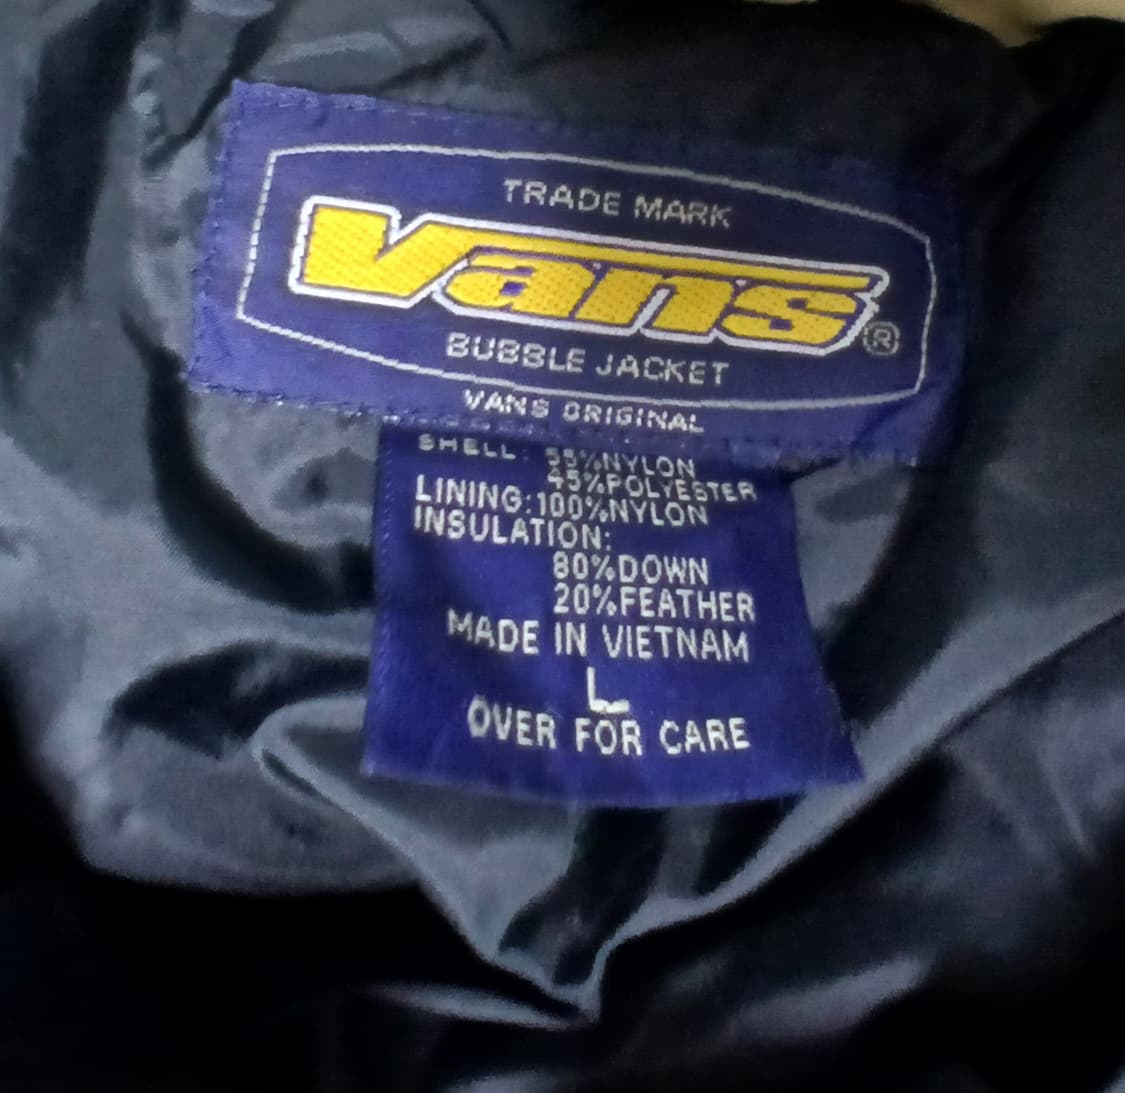 TRADE MARK
Vans®
BUBBLE JACKET
VANS ORIGINAL
SHELL: 55%NYLON
45%POLYESTER
LINING:100%NYLON
INSULATION:
80%DOWN
20%FEATHER
MADE IN VIETNAM
L
OVER FOR CARE